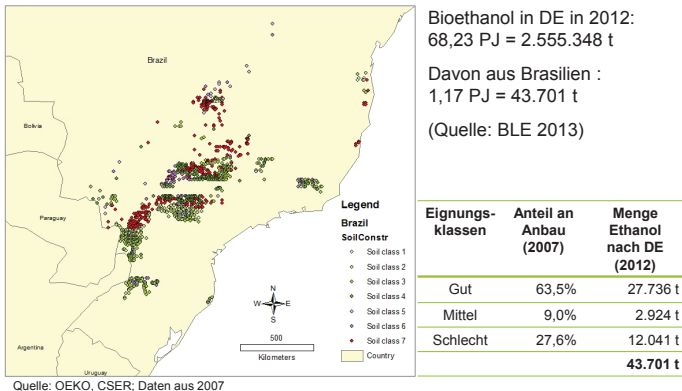 Bioethanol in DE in 2012:
68,23 PJ = 2.555.348 t
Davon aus Brasilien :
1,17 PJ = 43.701 t
(Quelle: BLE 2013)
Brazil
Bolivia
Paraguay
Argentina
Uruguay
Legend
Brazil
SoilConstr
Soil class 1
Soil class 2
Soil class 3
Soil class 4
Soil class 5
Soil class 6
Soil class 7
Country
N
W E
S
500
Kilometers
Eignungs- Anteil an Menge
klassen Anbau Ethanol
(2007) nach DE
(2012)
Gut 63,5% 27.736 t
Mittel 9,0% 2.924 t
Schlecht 27,6% 12.041 t
43.701 t
Quelle: OEKO, CSER; Daten aus 2007